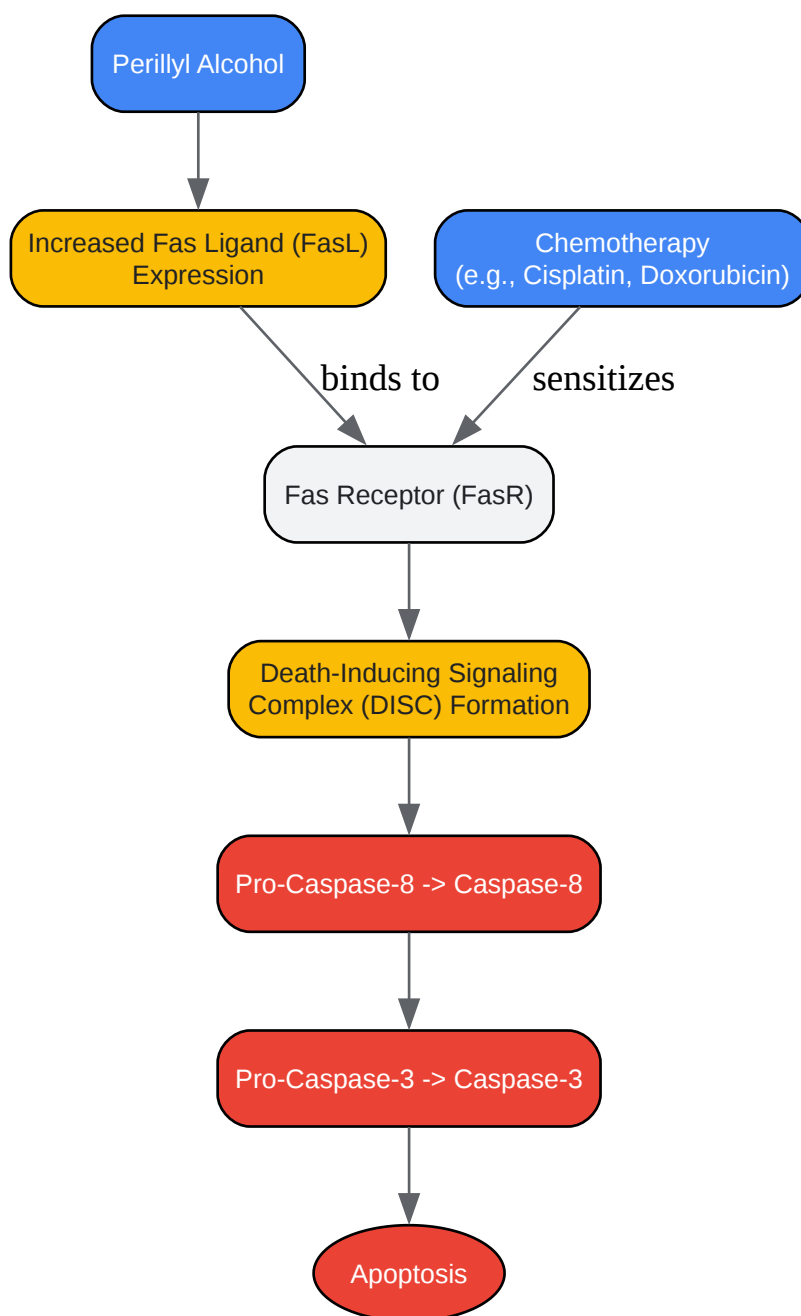 Perillyl Alcohol
Increased Fas Ligand (FasL)
Expression
Chemotherapy
(e.g., Cisplatin, Doxorubicin)
binds to
sensitizes
Fas Receptor (FasR)
Death-Inducing Signaling
Complex (DISC) Formation
Pro-Caspase-8 -> Caspase-8
Pro-Caspase-3 -> Caspase-3
Apoptosis